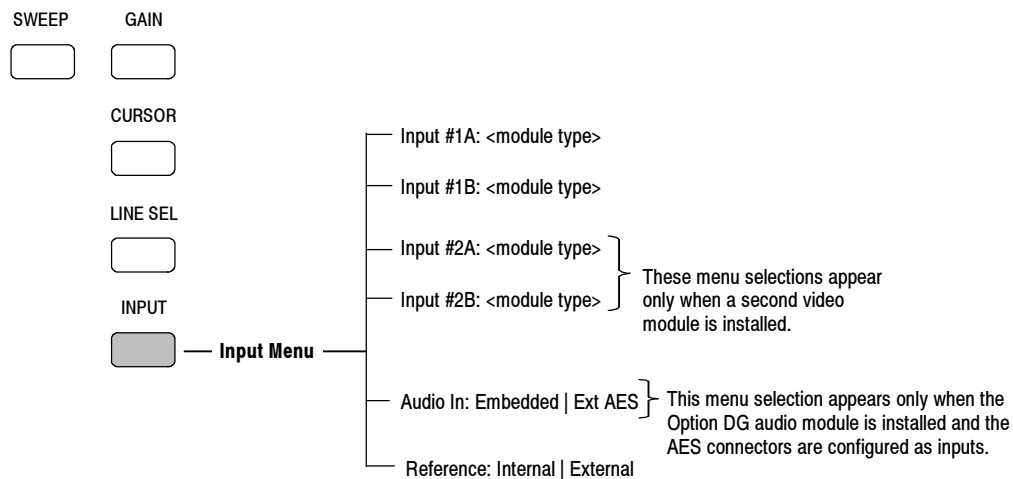 SWEEP GAIN
CURSOR
LINE SEL
INPUT
Input Menu
Input #1A: <module type>
Input #1B: <module type>
Input #2A: <module type>
Input #2B: <module type>
These menu selections appear
only when a second video
module is installed.
Audio In: Embedded | Ext AES
This menu selection appears only when the
Option DG audio module is installed and the
AES connectors are configured as inputs.
Reference: Internal | External